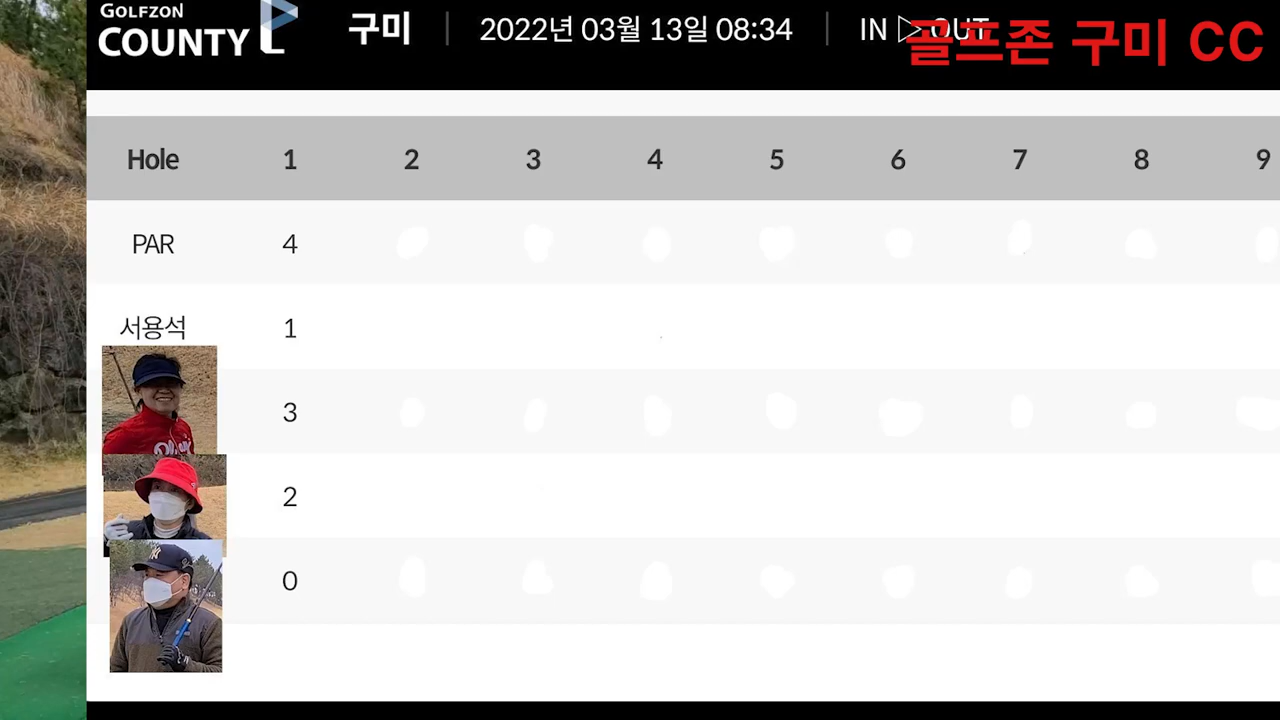 GOLFZON
COUNTY
구미 | 2022년 03월 13일 08:34 | IN ▷ OUT
골프존 구미 CC
Hole 1 2 3 4 5 6 7 8 9
PAR 4
서용석 1
3
2
0